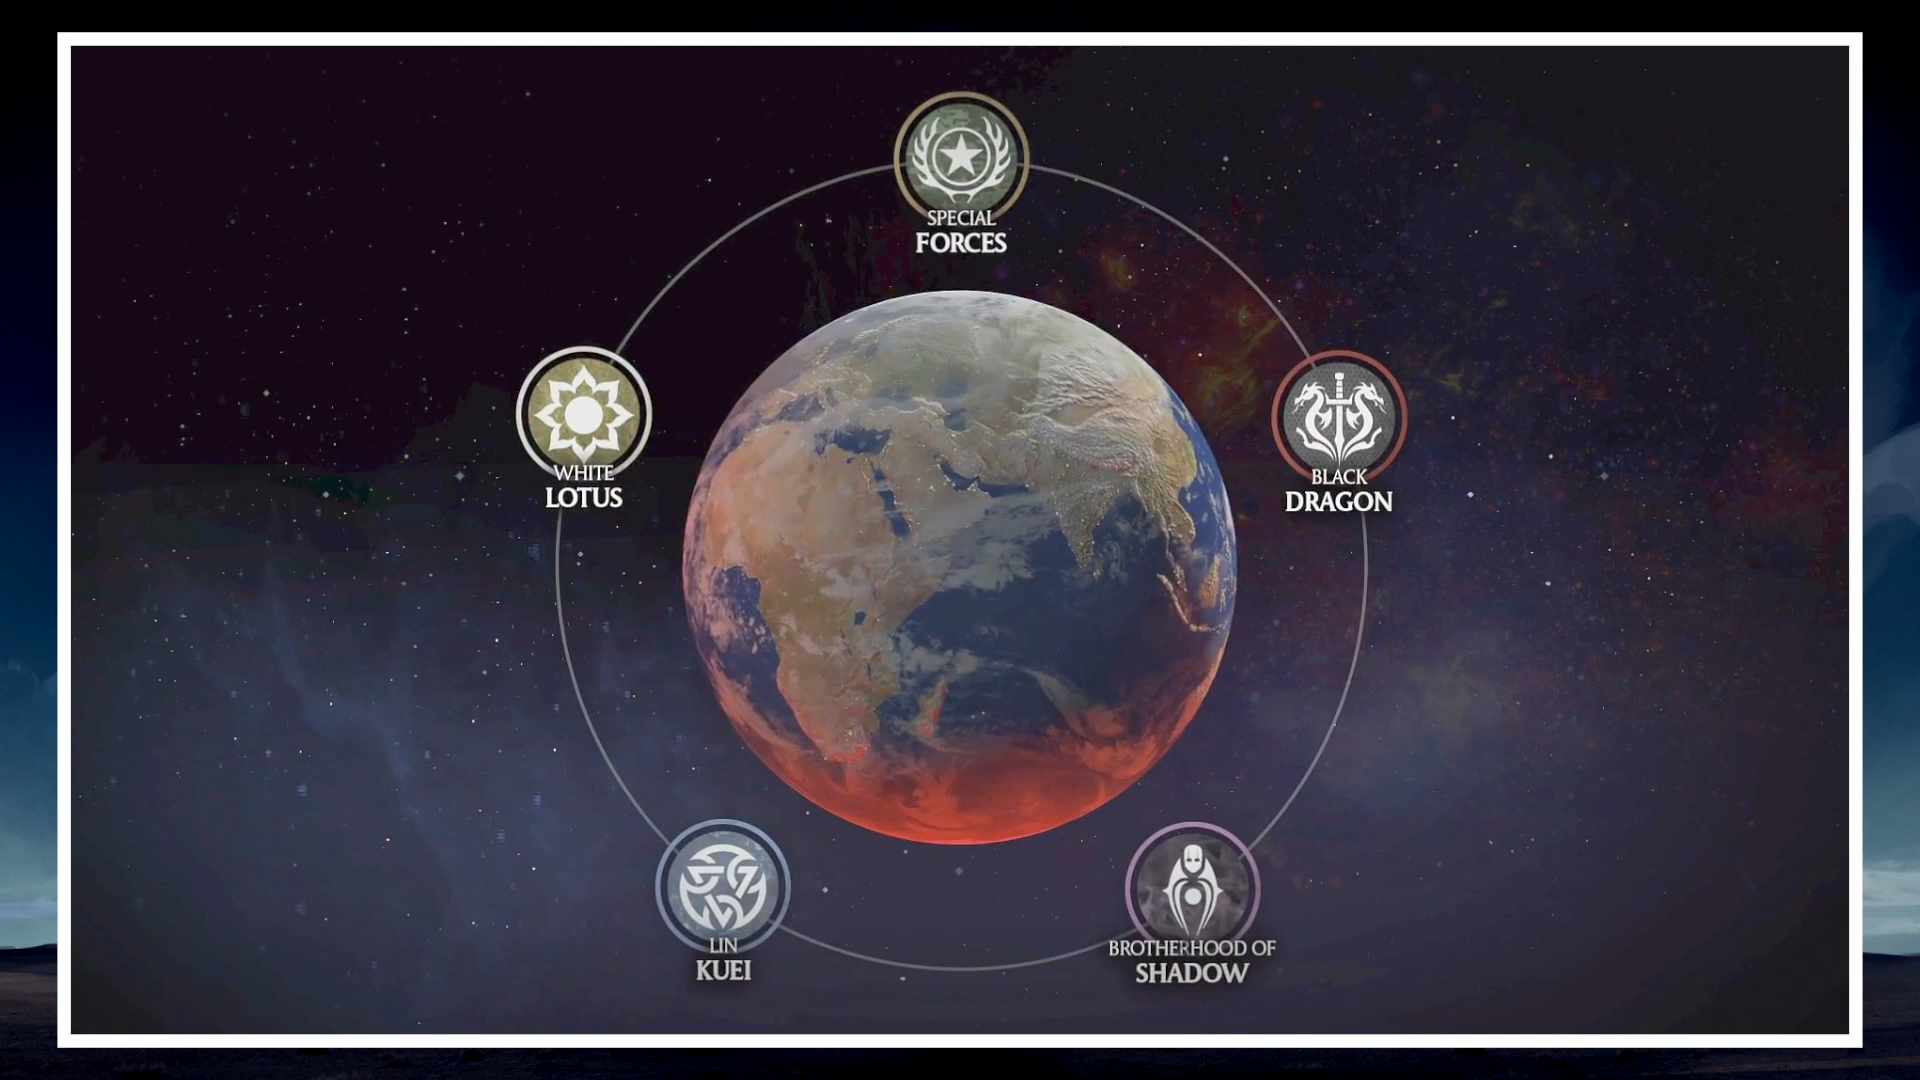 SPECIAL
FORCES
WHITE
LOTUS
BLACK
DRAGON
LIN
KUEI
BROTHERHOOD OF
SHADOW